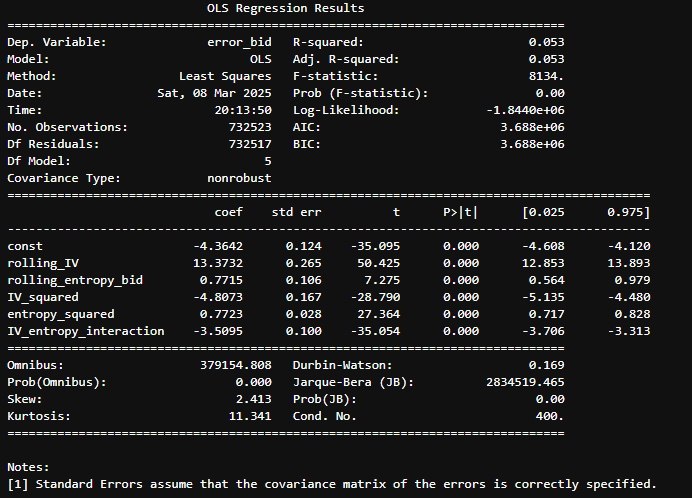 OLS Regression Results
==============================================================================
Dep. Variable:              error_bid   R-squared:                       0.053
Model:                            OLS   Adj. R-squared:                  0.053
Method:                 Least Squares   F-statistic:                     8134.
Date:                Sat, 08 Mar 2025   Prob (F-statistic):               0.00
Time:                        20:13:50   Log-Likelihood:            -1.8440e+06
No. Observations:              732523   AIC:                         3.688e+06
Df Residuals:                  732517   BIC:                         3.688e+06
Df Model:                           5
Covariance Type:            nonrobust
==========================================================================================
                             coef    std err          t      P>|t|      [0.025      0.975]
------------------------------------------------------------------------------------------
const                     -4.3642      0.124    -35.095      0.000      -4.608      -4.120
rolling_IV                13.3732      0.265     50.425      0.000      12.853      13.893
rolling_entropy_bid        0.7715      0.106      7.275      0.000       0.564       0.979
IV_squared                -4.8073      0.167    -28.790      0.000      -5.135      -4.480
entropy_squared            0.7723      0.028     27.364      0.000       0.717       0.828
IV_entropy_interaction    -3.5095      0.100    -35.054      0.000      -3.706      -3.313
==============================================================================
Omnibus:                   379154.808   Durbin-Watson:                   0.169
Prob(Omnibus):                  0.000   Jarque-Bera (JB):          2834519.465
Skew:                           2.413   Prob(JB):                         0.00
Kurtosis:                      11.341   Cond. No.                         400.
==============================================================================
Notes:
[1] Standard Errors assume that the covariance matrix of the errors is correctly specified.